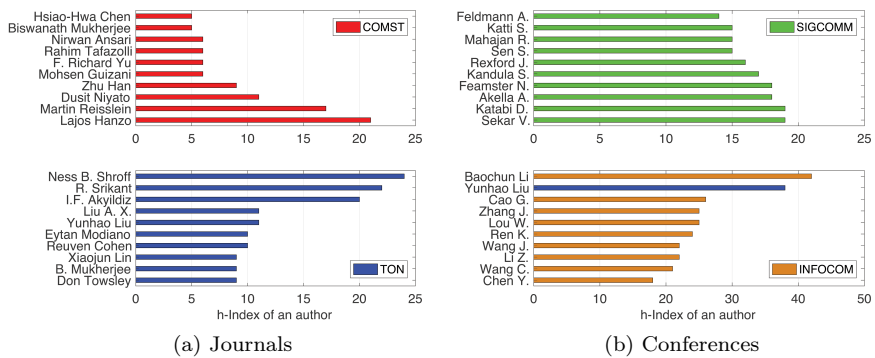 Hsiao-Hwa Chen
Biswanath Mukherjee
Nirwan Ansari
Rahim Tafazolli
F. Richard Yu
Mohsen Guizani
Zhu Han
Dusit Niyato
Martin Reisslein
Lajos Hanzo
COMST
0 5 10 15 20 25
Ness B. Shroff
R. Srikant
I.F. Akyildiz
Liu A. X.
Yunhao Liu
Eytan Modiano
Reuven Cohen
Xiaojun Lin
B. Mukherjee
Don Towsley
TON
0 5 10 15 20 25
h-Index of an author
(a) Journals
Feldmann A.
Katti S.
Mahajan R.
Sen S.
Rexford J.
Kandula S.
Feamster N.
Akella A.
Katabi D.
Sekar V.
SIGCOMM
0 5 10 15 20 25
Baochun Li
Yunhao Liu
Cao G.
Zhang J.
Lou W.
Ren K.
Wang J.
Li Z.
Wang C.
Chen Y.
INFOCOM
0 10 20 30 40 50
h-Index of an author
(b) Conferences